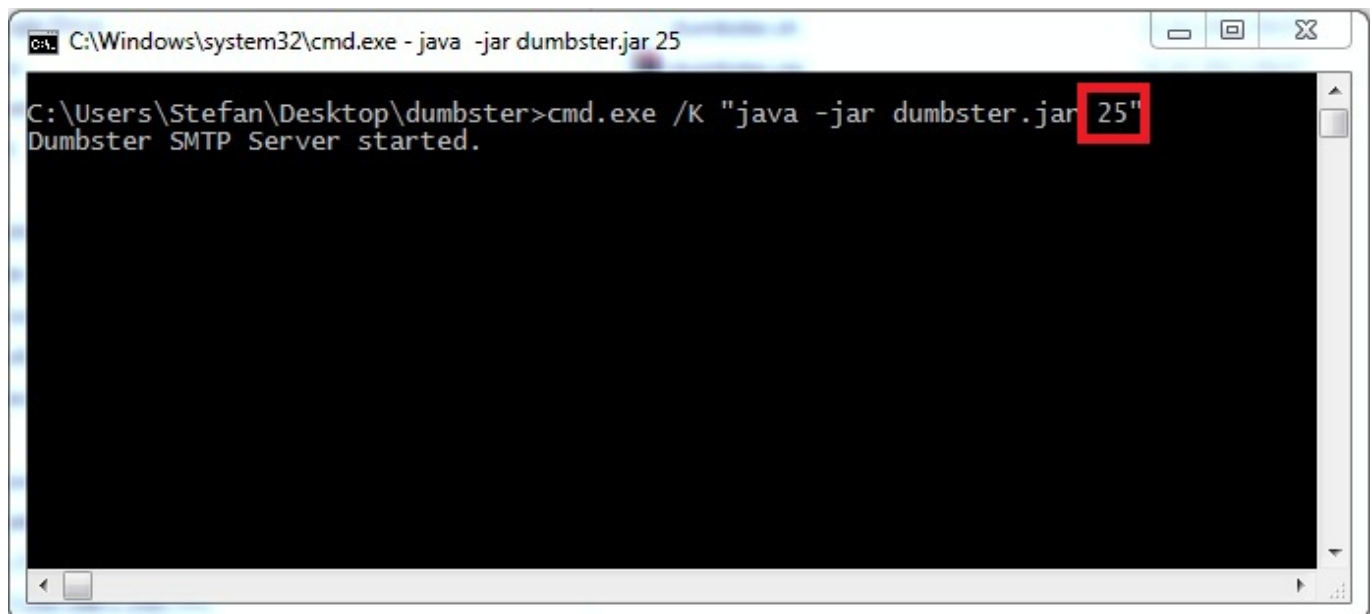 C:\Windows\system32\cmd.exe - java  -jar dumbster.jar 25
C:\Users\Stefan\Desktop\dumbster>cmd.exe /K "java -jar dumbster.jar 25"
Dumbster SMTP Server started.